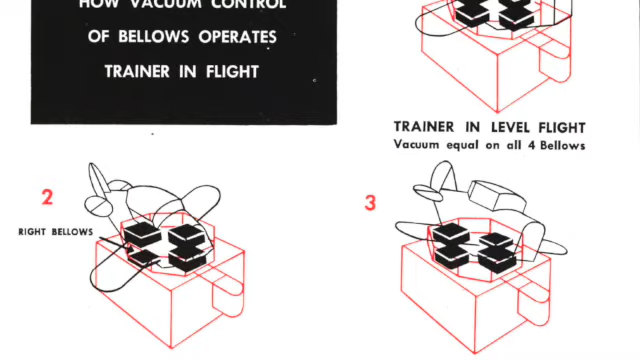 HOW VACUUM CONTROL
OF BELLOWS OPERATES
TRAINER IN FLIGHT
TRAINER IN LEVEL FLIGHT
Vacuum equal on all 4 Bellows
2
RIGHT BELLOWS
3